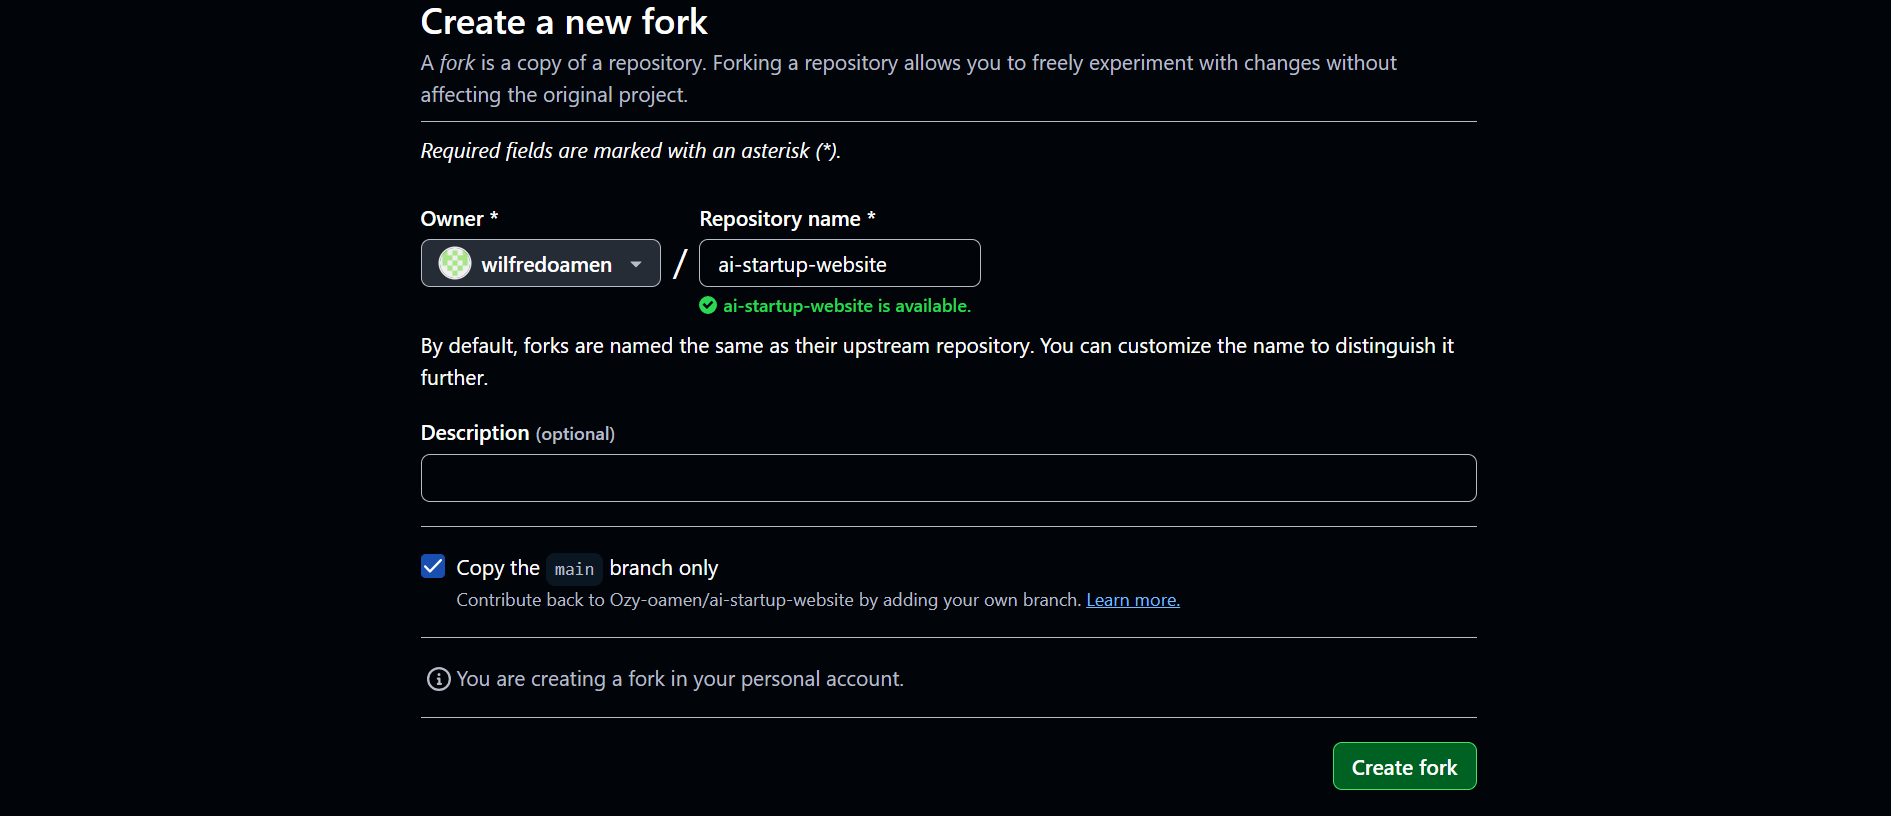 Create a new fork
A fork is a copy of a repository. Forking a repository allows you to freely experiment with changes without
affecting the original project.
Required fields are marked with an asterisk (*).
Owner * Repository name *
wilfredoamen / ai-startup-website
ai-startup-website is available.
By default, forks are named the same as their upstream repository. You can customize the name to distinguish it
further.
Description (optional)
Copy the main branch only
Contribute back to Ozy-oamen/ai-startup-website by adding your own branch. Learn more.
You are creating a fork in your personal account.
Create fork